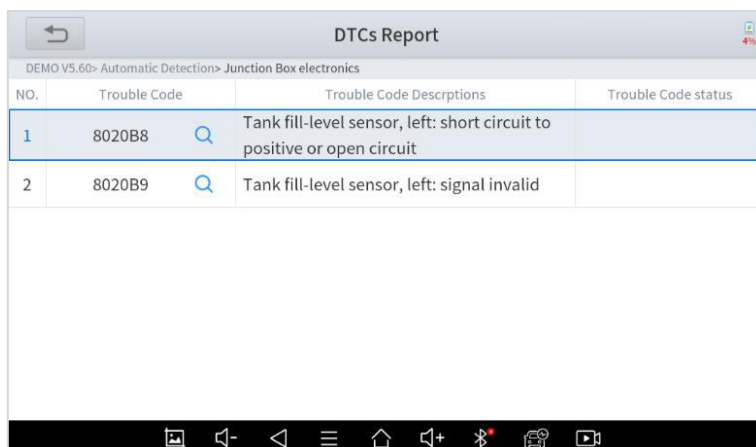 DTCs Report
4%
DEMO V5.60> Automatic Detection> Junction Box electronics
NO. Trouble Code Trouble Code Descrptions Trouble Code status
1 8020B8 Tank fill-level sensor, left: short circuit to
positive or open circuit
2 8020B9 Tank fill-level sensor, left: signal invalid